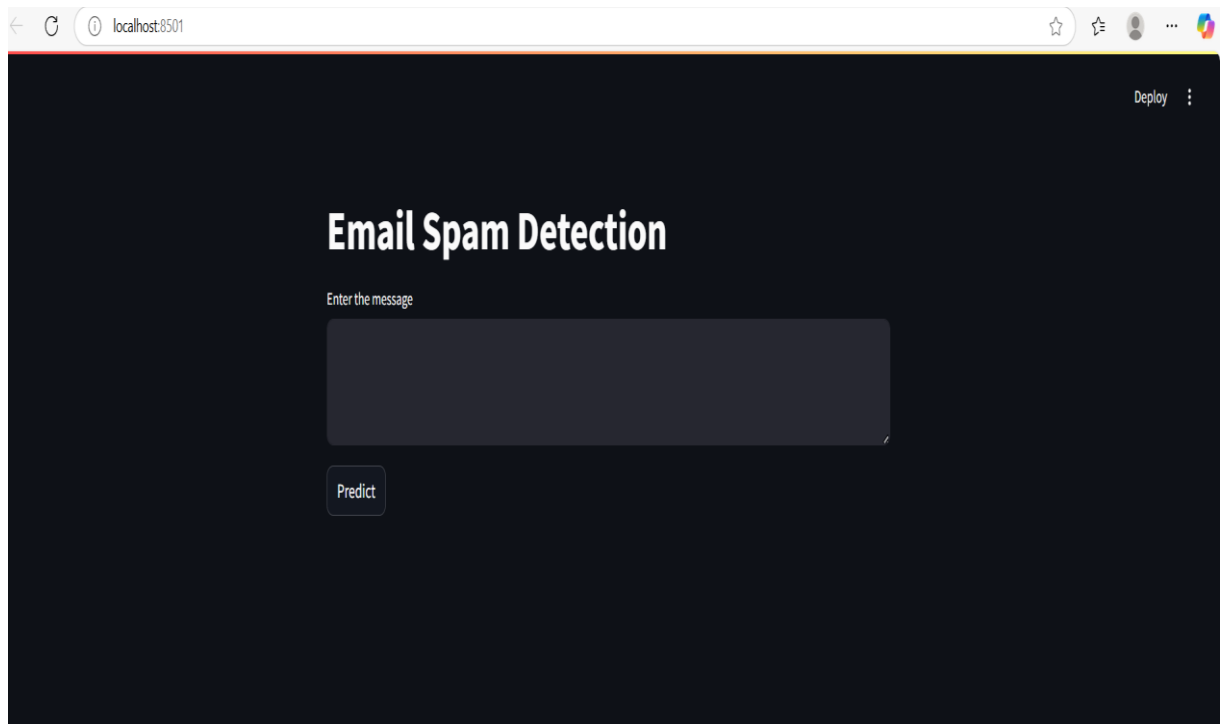 localhost:8501
Deploy
Email Spam Detection
Enter the message
Predict